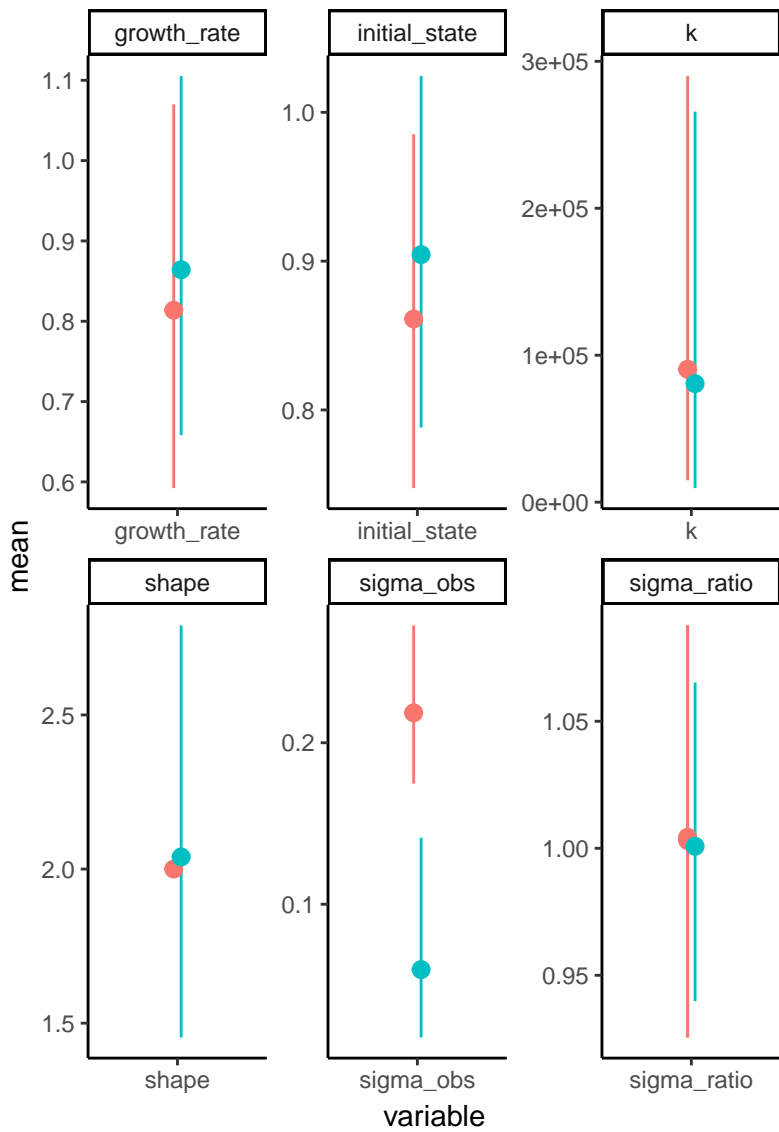 growth_rate
initial_state
k
1.1
1.0
0.9
0.8
0.7
0.6
1.0
0.9
0.8
3e+05
2e+05
1e+05
0e+00
growth_rate
initial_state
k
mean
shape
sigma_obs
sigma_ratio
2.5
2.0
1.5
0.2
0.1
1.05
1.00
0.95
shape
sigma_obs
sigma_ratio
variable